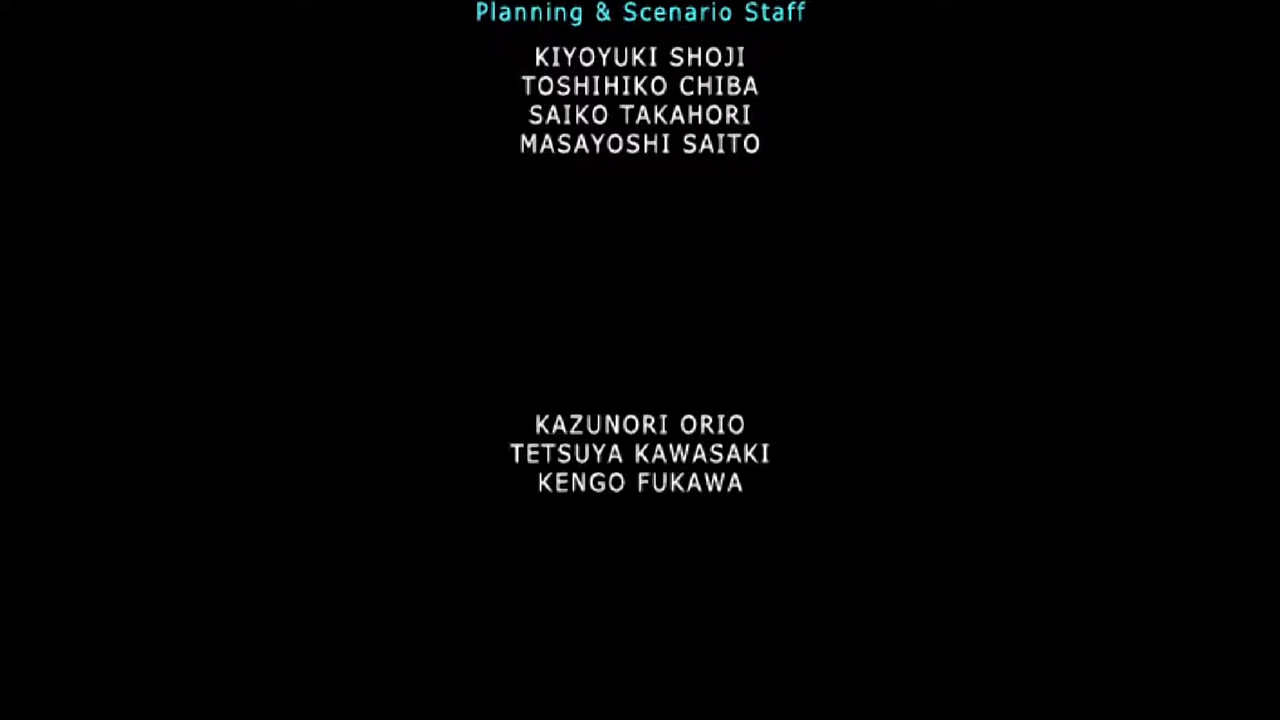 Planning & Scenario Staff
KIYOYUKI SHOJI
TOSHIHIKO CHIBA
SAIKO TAKAHORI
MASAYOSHI SAITO
KAZUNORI ORIO
TETSUYA KAWASAKI
KENGO FUKAWA